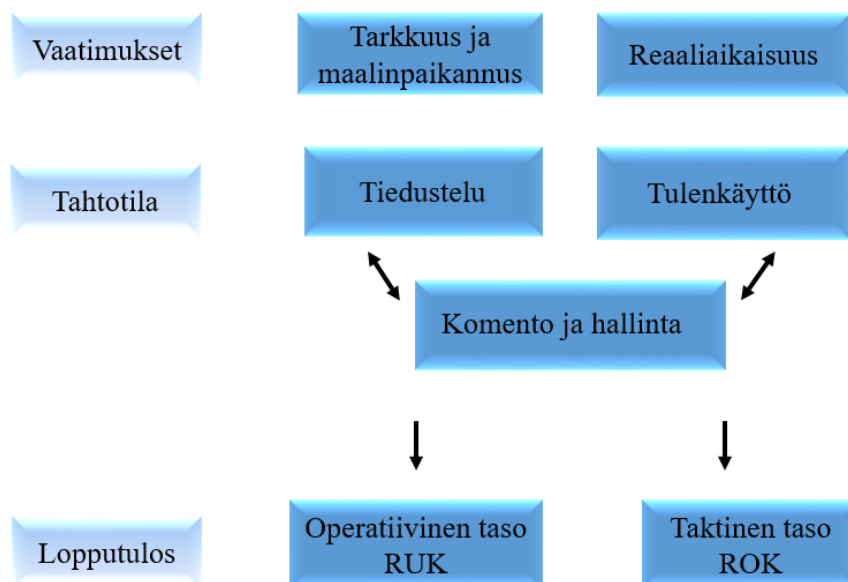 Vaatimukset
Tarkkuus ja
maalinpaikannus
Reaaliaikaisuus
Tahtotila
Tiedustelu
Tulenkäyttö
Komento ja hallinta
Lopputulos
Operatiivinen taso
RUK
Taktinen taso
ROK